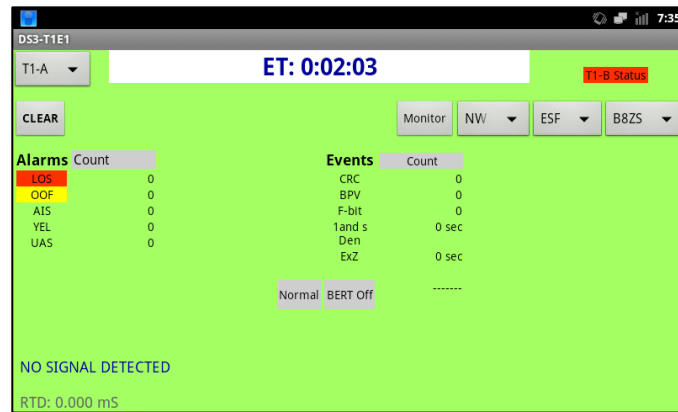 7:35
DS3-T1E1
T1-A
ET: 0:02:03
T1-B Status
CLEAR
Monitor
NW
ESF
B8ZS
Alarms Count
Events Count
LOS 0
CRC 0
OOF 0
BPV 0
AIS 0
F-bit 0
YEL 0
1and s Den 0 sec
UAS 0
ExZ 0 sec
-------
Normal
BERT Off
NO SIGNAL DETECTED
RTD: 0.000 mS